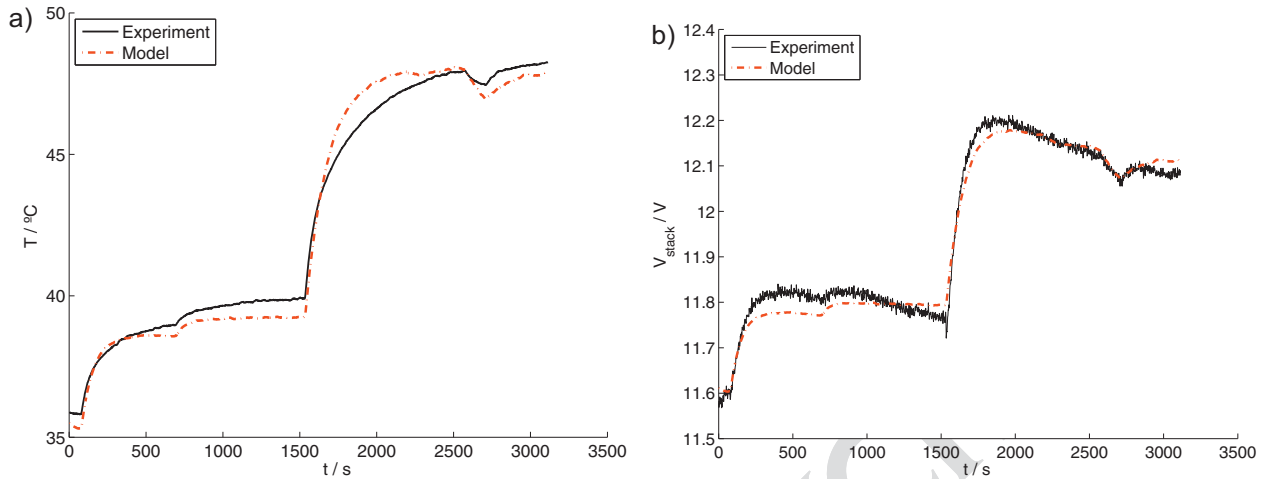 a)
50
45
40
35
T / ºC
Experiment
Model
0 500 1000 1500 2000 2500 3000 3500
t / s
b)
12.4
12.3
12.2
12.1
12
11.9
11.8
11.7
11.6
11.5
V_stack / V
Experiment
Model
0 500 1000 1500 2000 2500 3000 3500
t / s